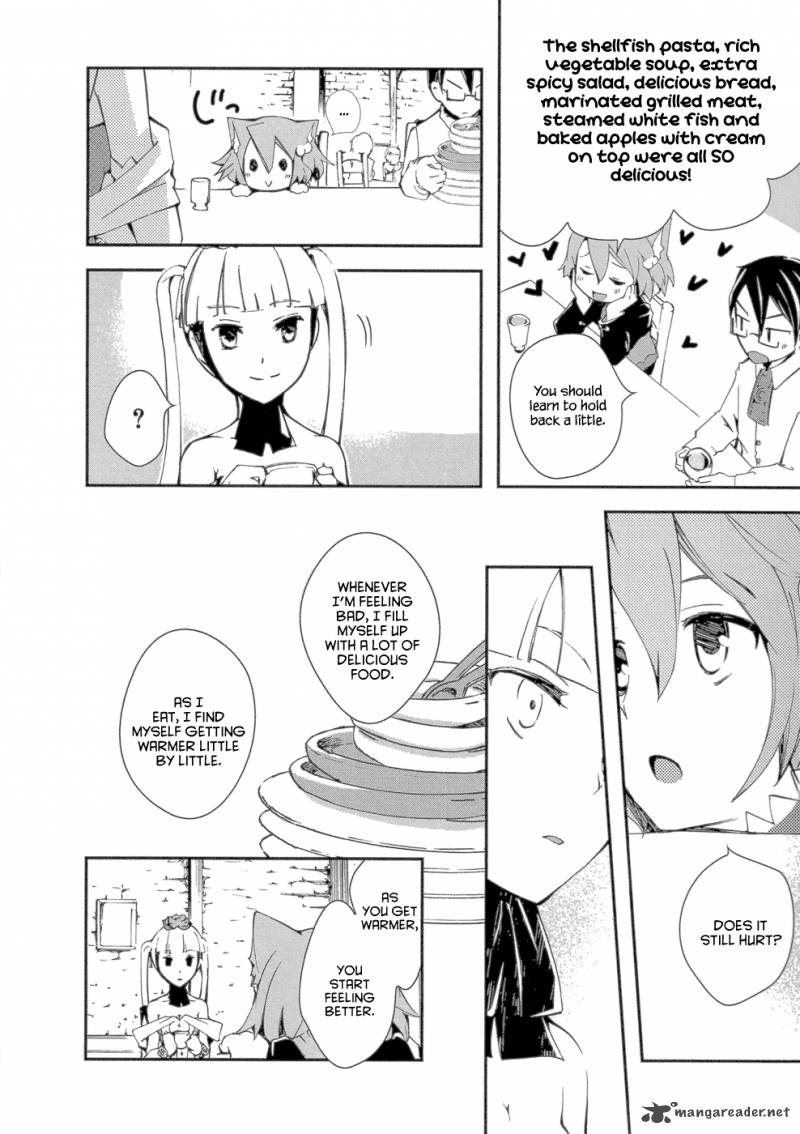 The shellfish pasta, rich
vegetable soup, extra
spicy salad, delicious bread,
marinated grilled meat,
steamed white fish and
baked apples with cream
on top were all SO
delicious!
You should
learn to hold
back a little.
...
?
DOES IT
STILL HURT?
WHENEVER
I'M FEELING
BAD, I FILL
MYSELF UP
WITH A LOT OF
DELICIOUS
FOOD.
AS I
EAT, I FIND
MYSELF GETTING
WARMER LITTLE
BY LITTLE.
AS
YOU GET
WARMER,
YOU
START
FEELING
BETTER.
mangareader.net